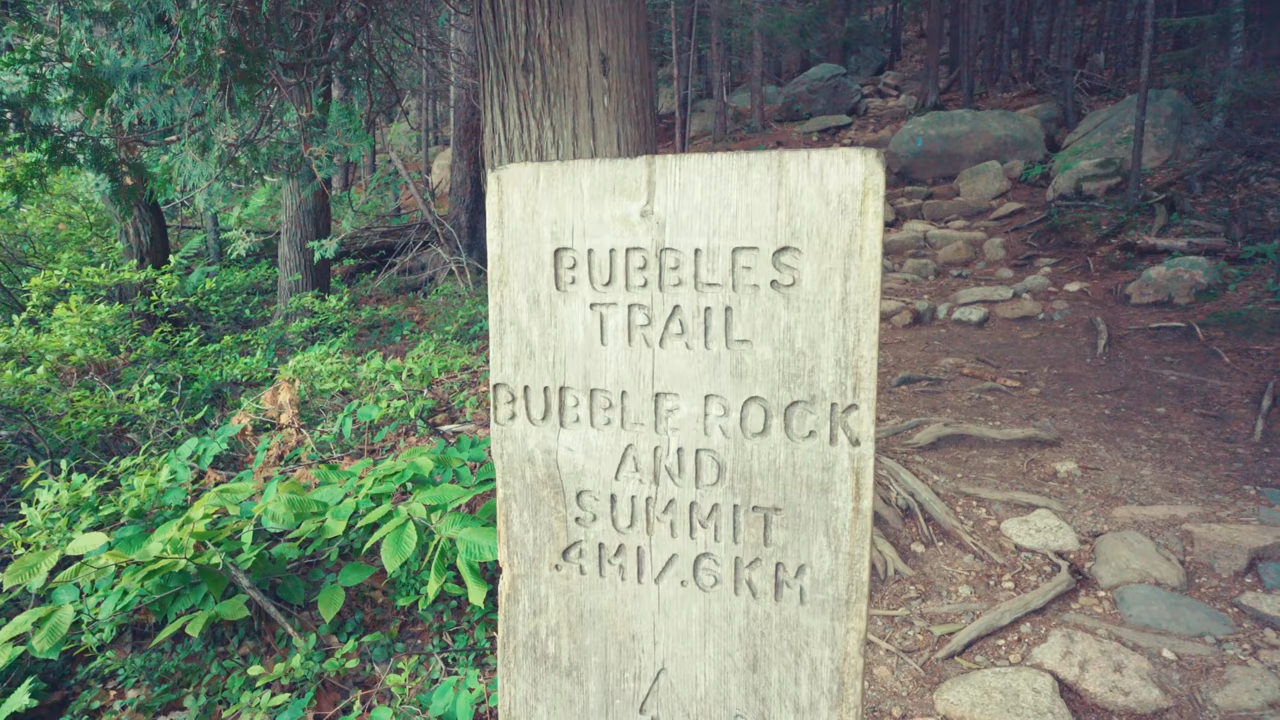 BUBBLES
TRAIL
BUBBLE ROCK
AND
SUMMIT
.4MI/.6KM